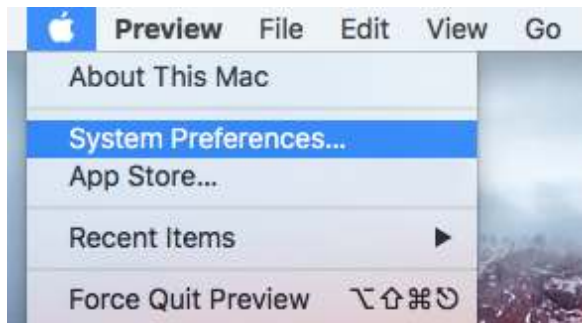 Preview File Edit View Go
About This Mac
System Preferences...
App Store...
Recent Items
Force Quit Preview ⌥⇧⌘⎋